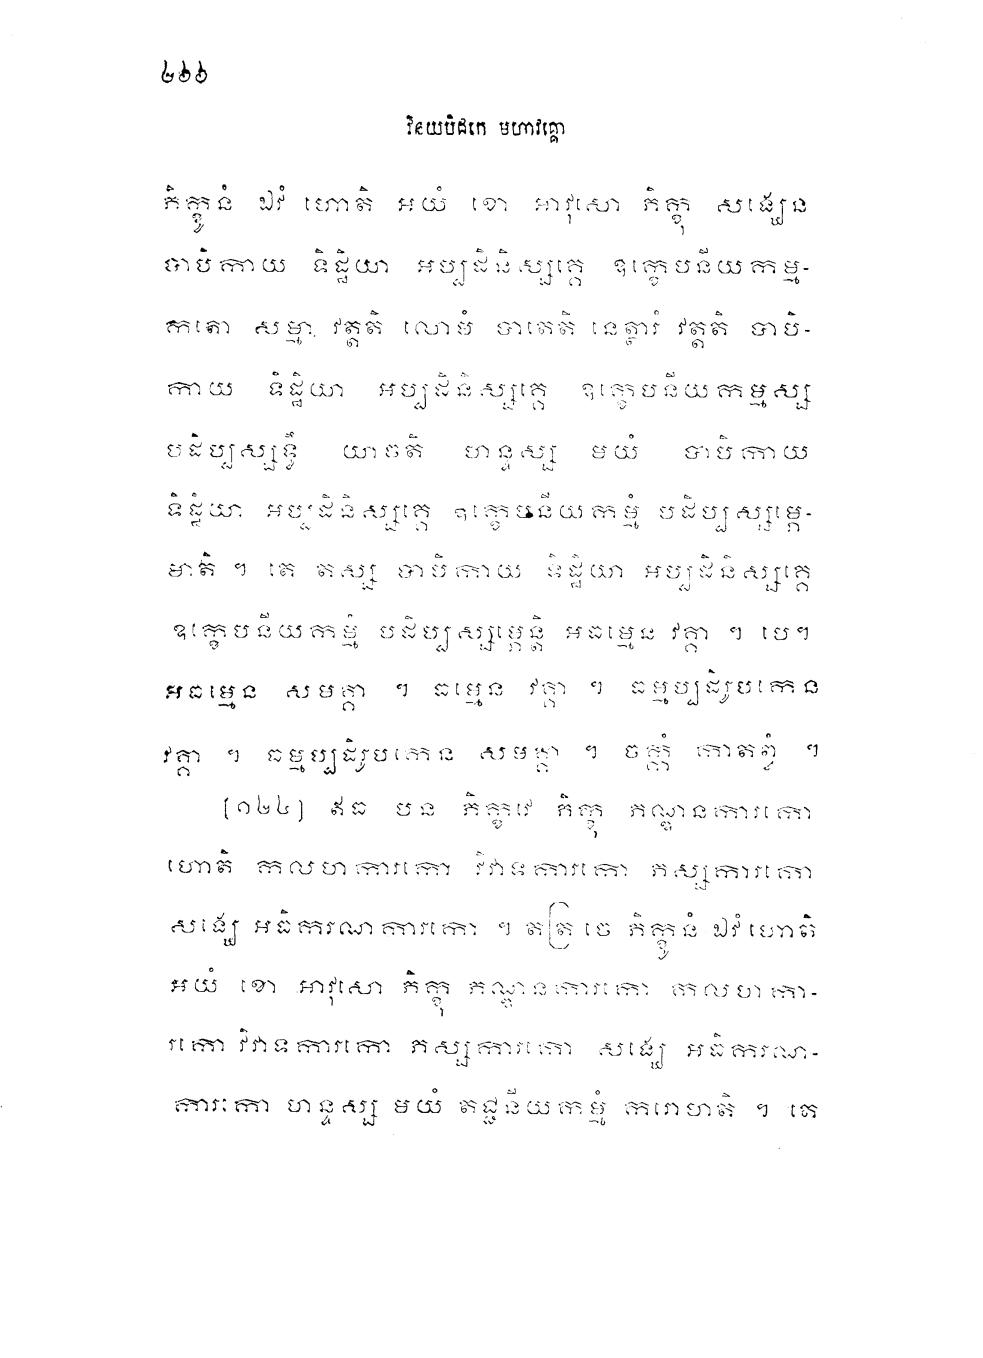 ៤៦៦
វិនយបិដកេ មហាវគ្គោ
ភិក្ខូនំ ឯវំ ហោតិ អយំ ខោ អាវុសោ ភិក្ខុ សង្ឃេន
បាបិកាយ ទិដ្ឋិយា អប្បដិនិស្សគ្គេ ឧក្ខេបនីយកម្ម-
កតោ សម្មា វត្តតិ លោមំ បាតេតិ នេត្ថារំ វត្តតិ បាបិ-
កាយ ទិដ្ឋិយា អប្បដិនិស្សគ្គេ ឧក្ខេបនីយកម្មស្ស
បដិប្បស្សទ្ធឹ យាចតិ ហន្ទស្ស មយំ បាបិកាយ
ទិដ្ឋិយា អប្បដិនិស្សគ្គេ ឧក្ខេបនីយកម្មំ បដិប្បស្សម្ភេ-
មាតិ ។ តេ តស្ស បាបិកាយ ទិដ្ឋិយា អប្បដិនិស្សគ្គេ
ឧក្ខេបនីយកម្មំ បដិប្បស្សម្ភេន្តិ អធម្មេន វគ្គា ។ បេ។
អធម្មេន សមគ្គា ។ ធម្មេន វគ្គា ។ ធម្មប្បដិរូបកេន
វគ្គា ។ ធម្មប្បដិរូបកេន សមគ្គា ។ ចក្កំ កាតព្វំ ។
[១៤៤] ឥធ បន ភិក្ខវេ ភិក្ខុ ភណ្ឌនការកោ
ហោតិ កលហការកោ វិវាទការកោ ភស្សការកោ
សង្ឃេ អធិករណការកោ ។ តត្រ ចេ ភិក្ខូនំ ឯវំ ហោតិ
អយំ ខោ អាវុសោ ភិក្ខុ ភណ្ឌនការកោ កលហកា-
រកោ វិវាទការកោ ភស្សការកោ សង្ឃេ អធិករណ-
ការកោ ហន្ទស្ស មយំ តជ្ជនីយកម្មំ ករោមាតិ ។ តេ